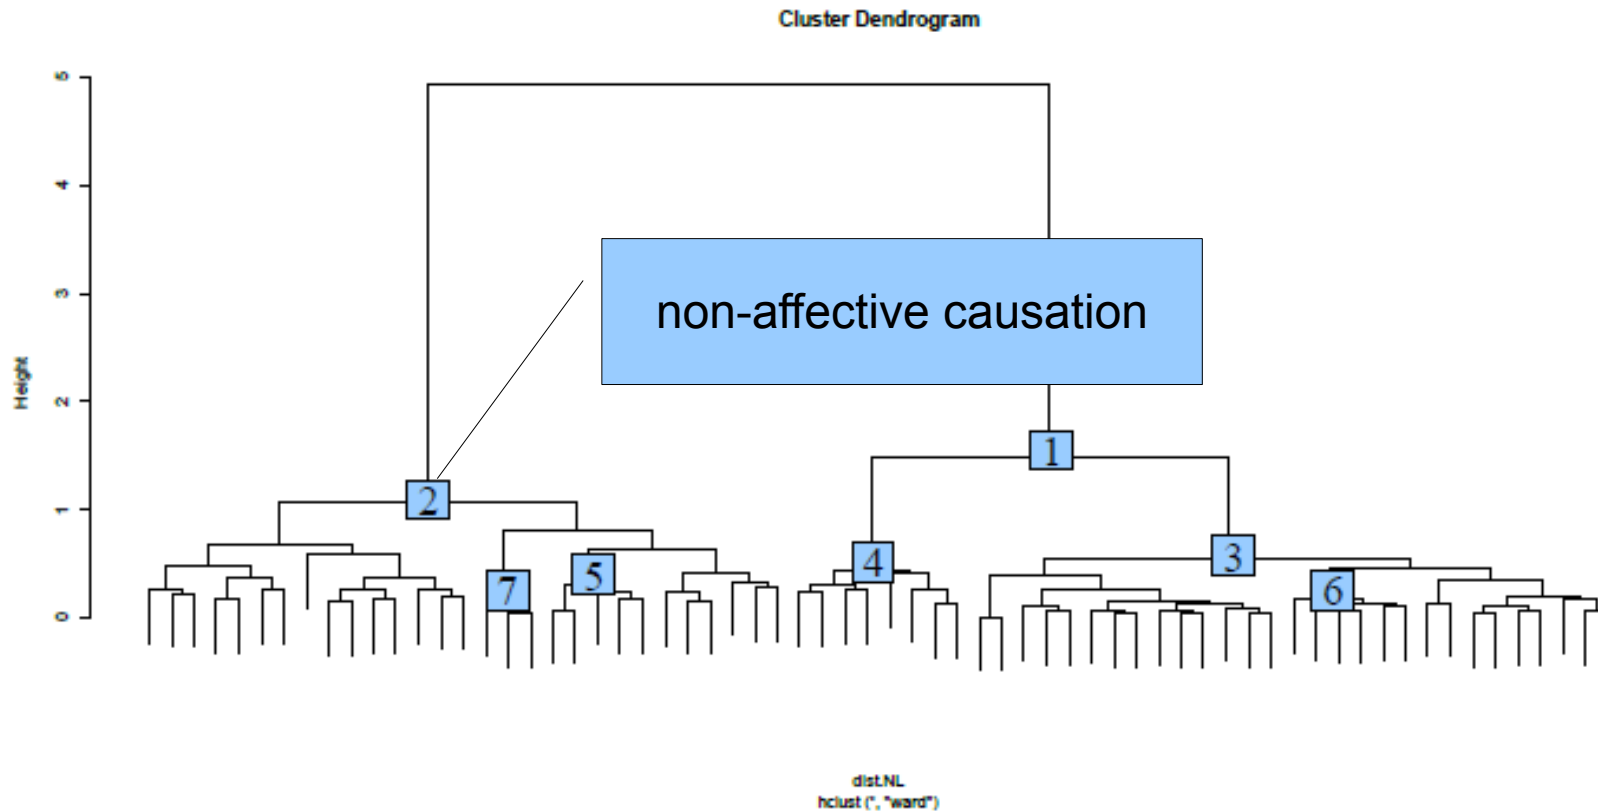 Cluster Dendrogram
5
4
3
2
1
0
Height
non-affective causation
1
2
3
4
5
6
7
dist.NL
hclust (*, "ward")